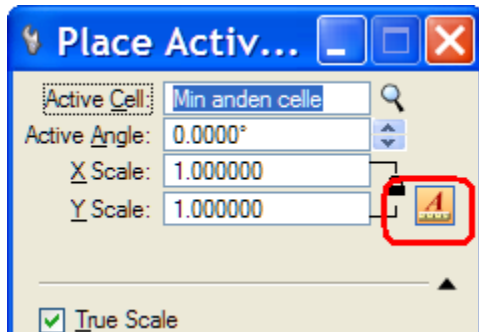 Place Activ...
Active Cell: Min anden celle
Active Angle: 0.0000°
X Scale: 1.000000
Y Scale: 1.000000
A
True Scale